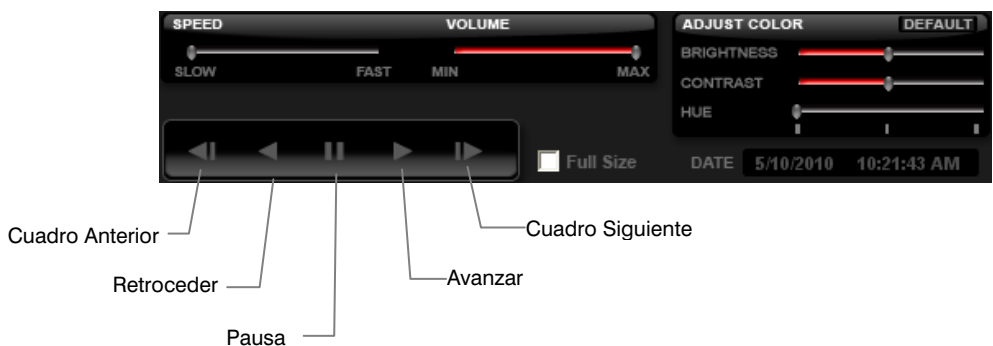 SPEED VOLUME
SLOW FAST MIN MAX
ADJUST COLOR DEFAULT
BRIGHTNESS
CONTRAST
HUE
Full Size DATE 5/10/2010 10:21:43 AM
Cuadro Anterior Cuadro Siguiente
Retroceder Avanzar
Pausa